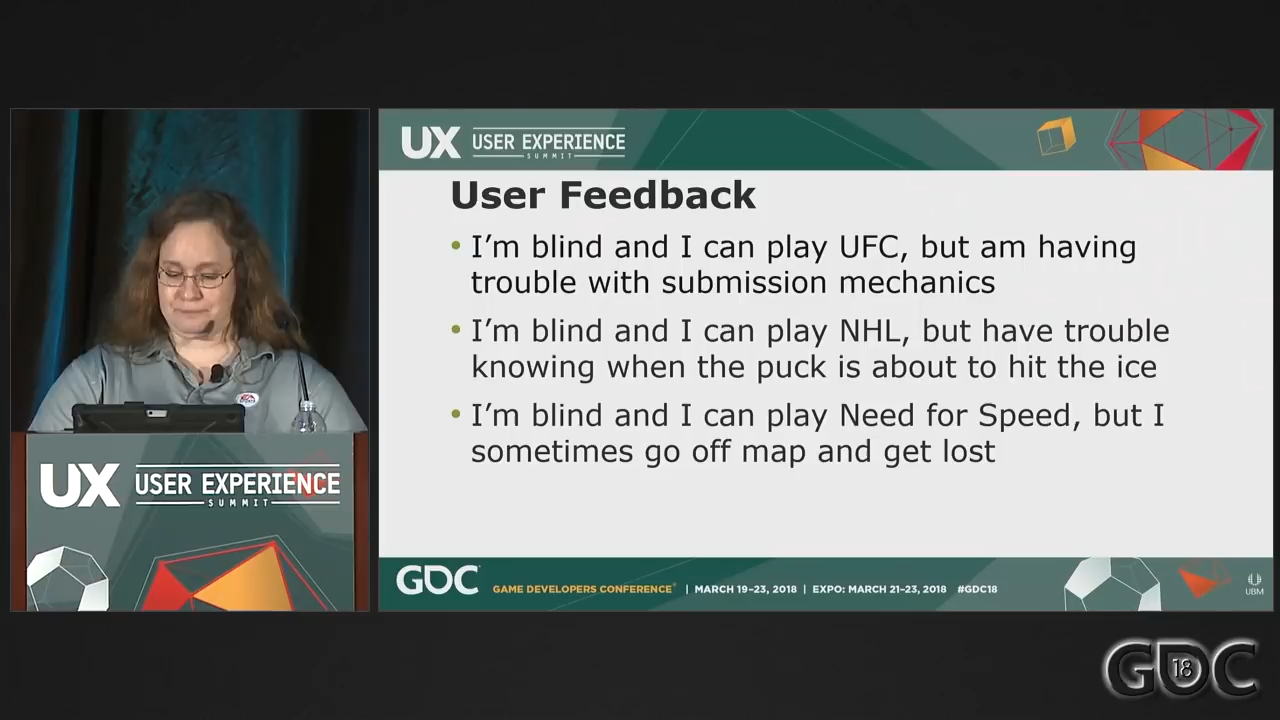 UX USER EXPERIENCE
SUMMIT
User Feedback
• I’m blind and I can play UFC, but am having
trouble with submission mechanics
• I’m blind and I can play NHL, but have trouble
knowing when the puck is about to hit the ice
• I’m blind and I can play Need for Speed, but I
sometimes go off map and get lost
EA
SPORTS
UX USER EXPERIENCE
SUMMIT
GDC GAME DEVELOPERS CONFERENCE® | MARCH 19–23, 2018 | EXPO: MARCH 21–23, 2018 #GDC18
UBM
GDC
18